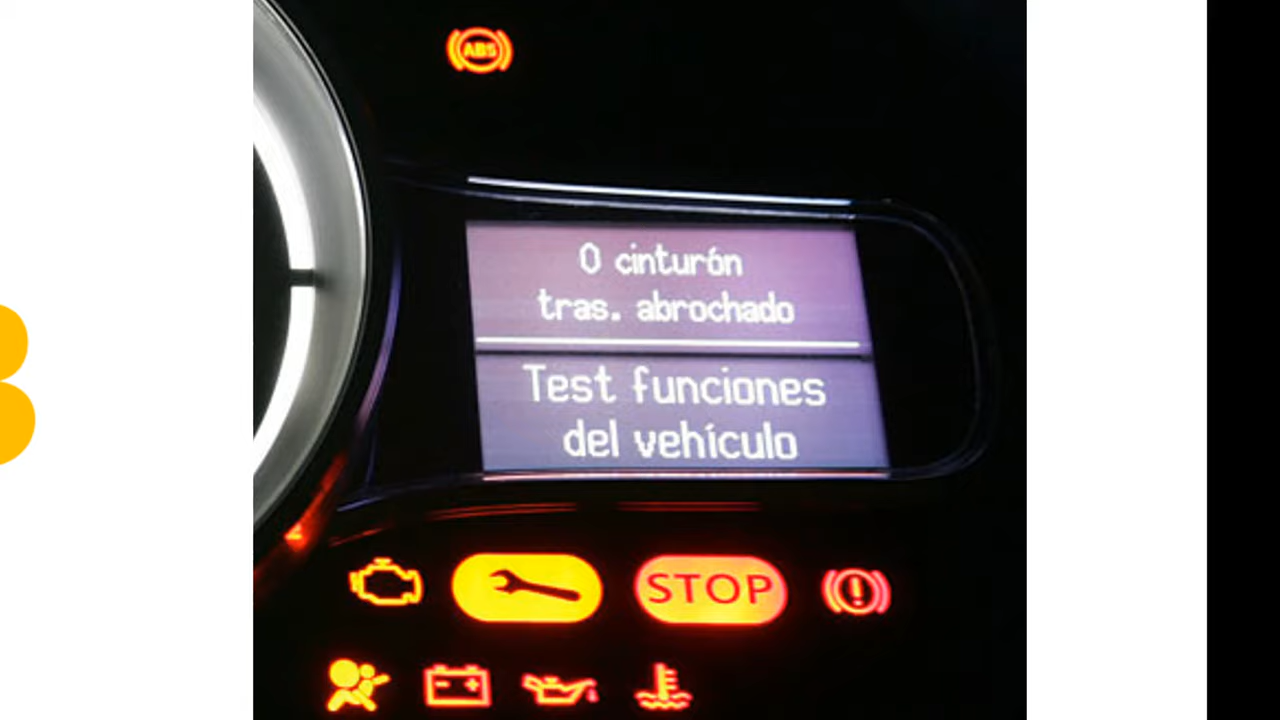 ABS
0 cinturón
tras. abrochado
Test funciones
del vehículo
STOP